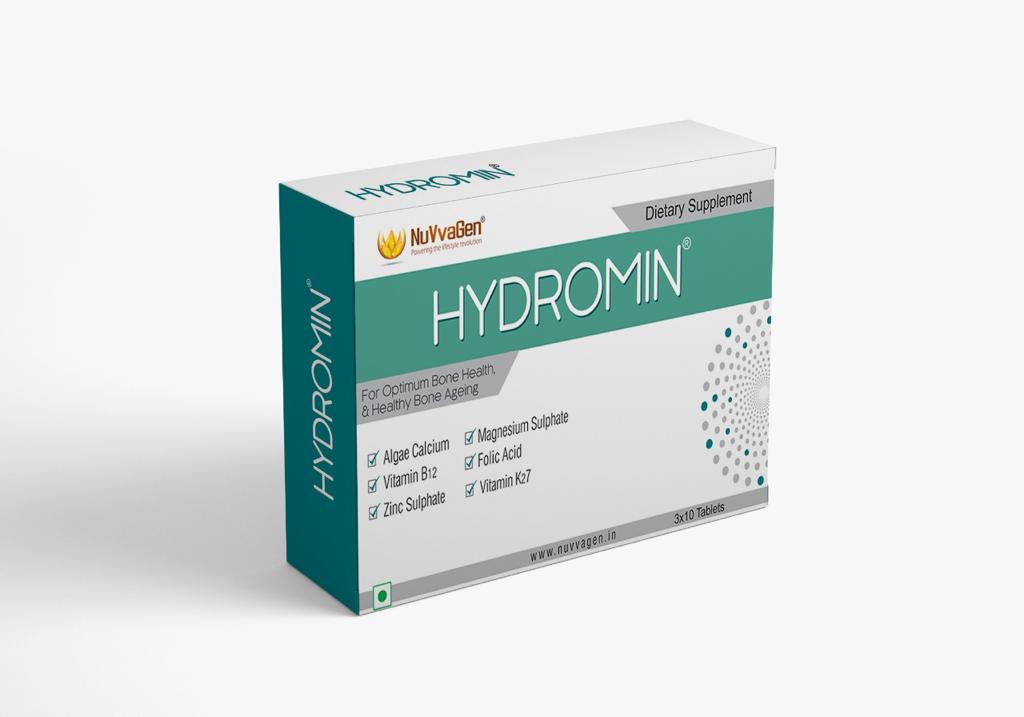 HYDROMIN®
NuVvaGen®
Powering the lifestyle revolution
Dietary Supplement
HYDROMIN®
HYDROMIN®
For Optimum Bone Health,
& Healthy Bone Ageing
Algae Calcium
Vitamin B12
Zinc Sulphate
Magnesium Sulphate
Folic Acid
Vitamin K27
3x10 Tablets
www.nuvvagen.in